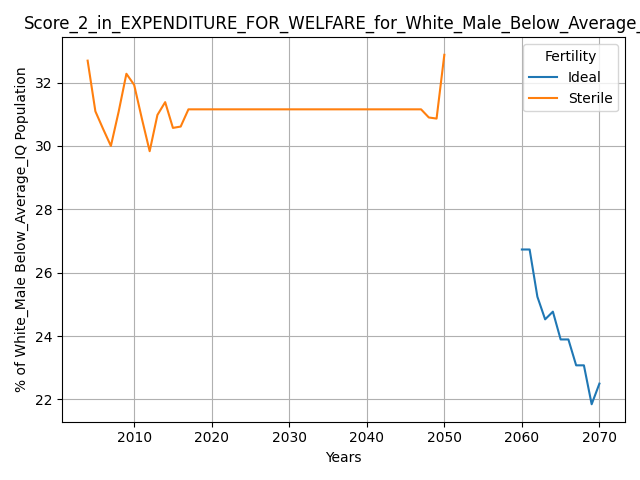 Score_2_in_EXPENDITURE_FOR_WELFARE_for_White_Male_Below_Average_
Fertility
Ideal
Sterile
% of White_Male Below_Average_IQ Population
32
30
28
26
24
22
2010 2020 2030 2040 2050 2060 2070
Years